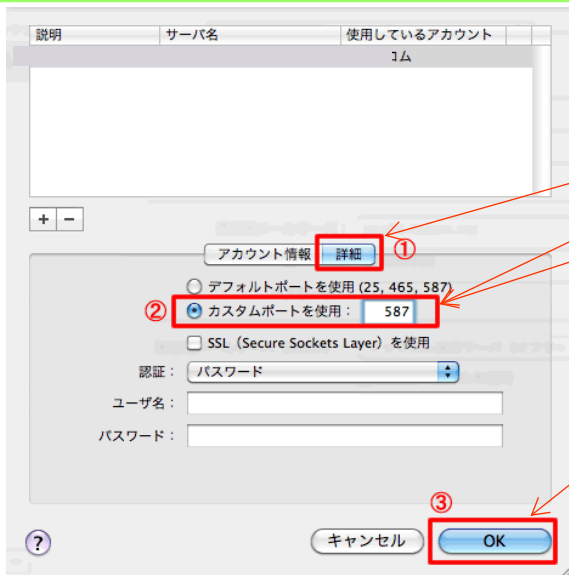 説明 サーバ名 使用しているアカウント
コム
+ −
アカウント情報 詳細 ①
デフォルトポートを使用 (25, 465, 587)
② カスタムポートを使用： 587
SSL（Secure Sockets Layer）を使用
認証： パスワード
ユーザ名：
パスワード：
③
? キャンセル OK